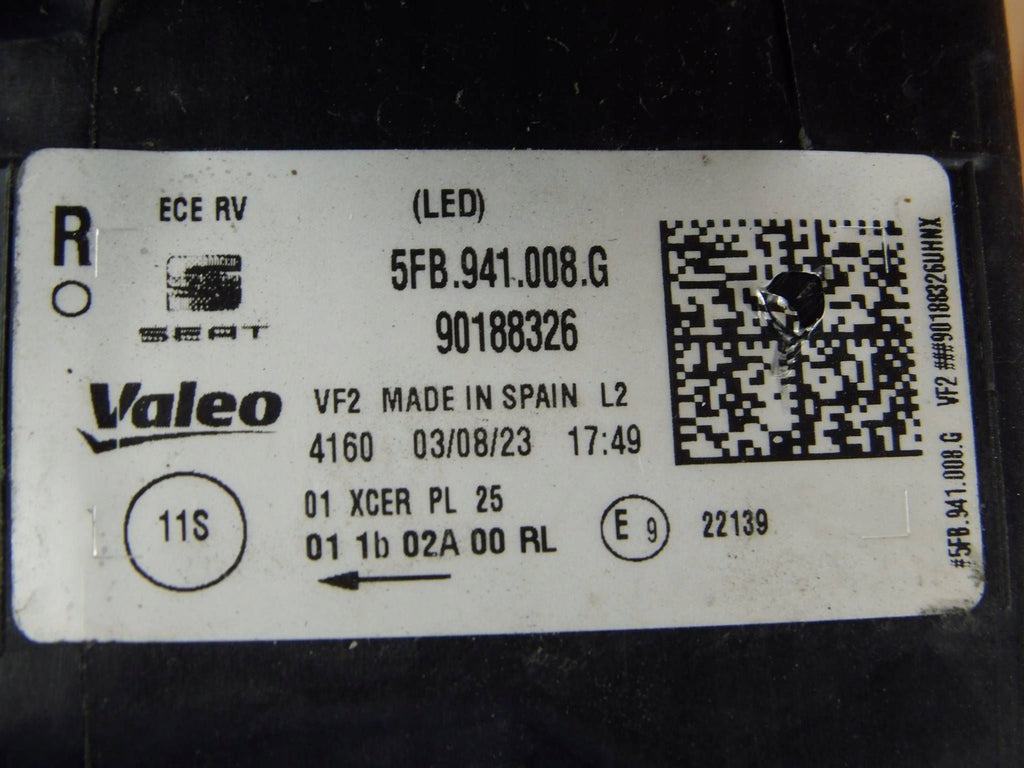 R
ECE RV
(LED)
SEAT
5FB.941.008.G
90188326
Valeo
VF2 MADE IN SPAIN L2
4160 03/08/23 17:49
11S
01 XCER PL 25
01 1b 02A 00 RL
E 9
22139
#5FB.941.008.G VF2 ###90188326UHNX